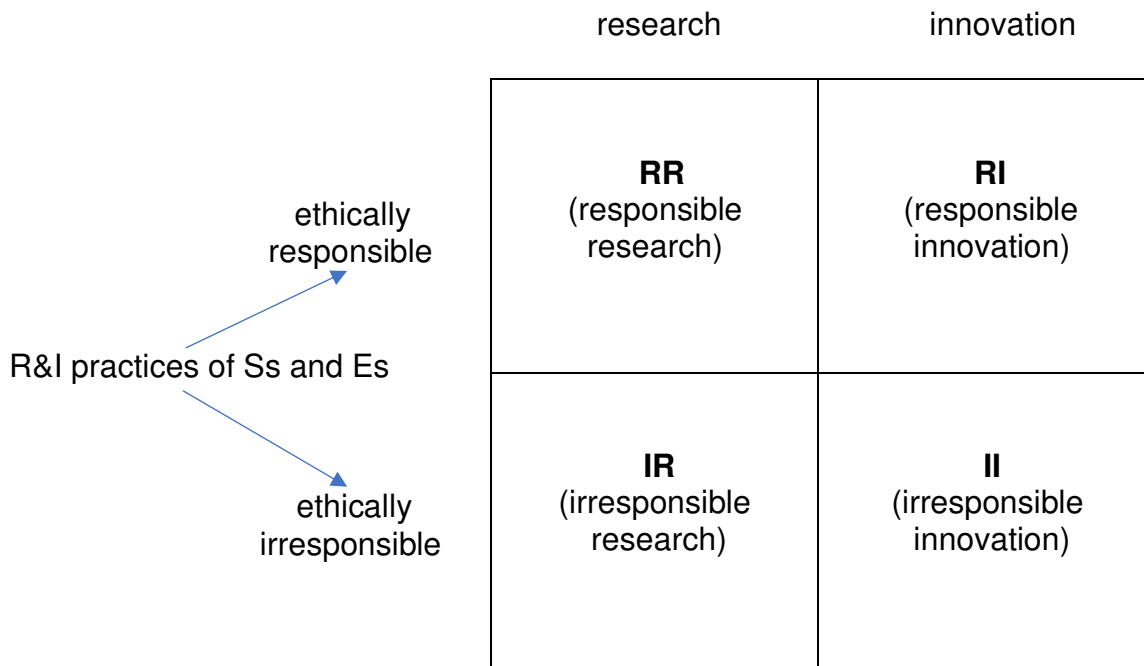 research
innovation
RR
(responsible
research)
RI
(responsible
innovation)
ethically
responsible
R&I practices of Ss and Es
ethically
irresponsible
IR
(irresponsible
research)
II
(irresponsible
innovation)